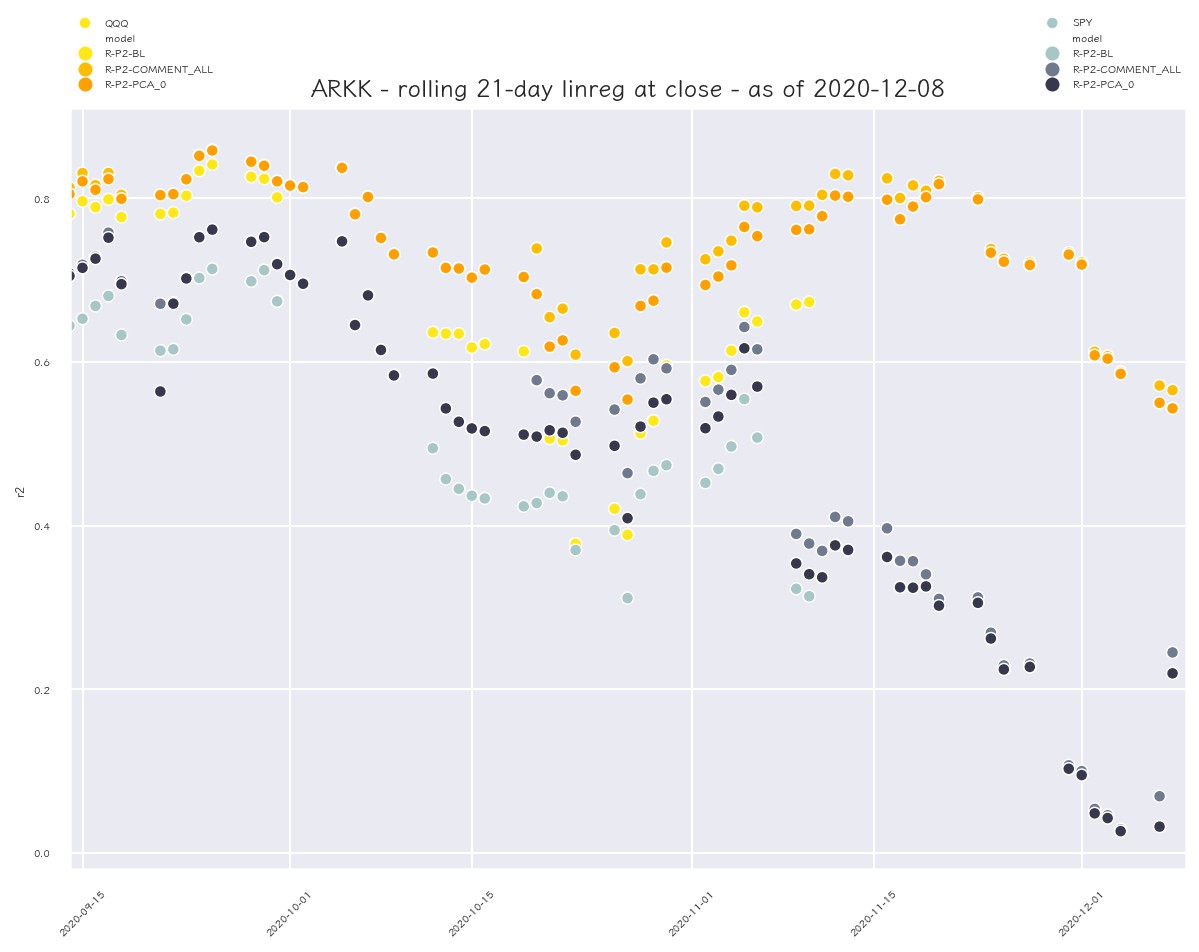 QQQ
model
R-P2-BL
R-P2-COMMENT_ALL
R-P2-PCA_0
SPY
model
R-P2-BL
R-P2-COMMENT_ALL
R-P2-PCA_0
ARKK - rolling 21-day linreg at close - as of 2020-12-08
r2
0.8
0.6
0.4
0.2
0.0
2020-09-15
2020-10-01
2020-10-15
2020-11-01
2020-11-15
2020-12-01